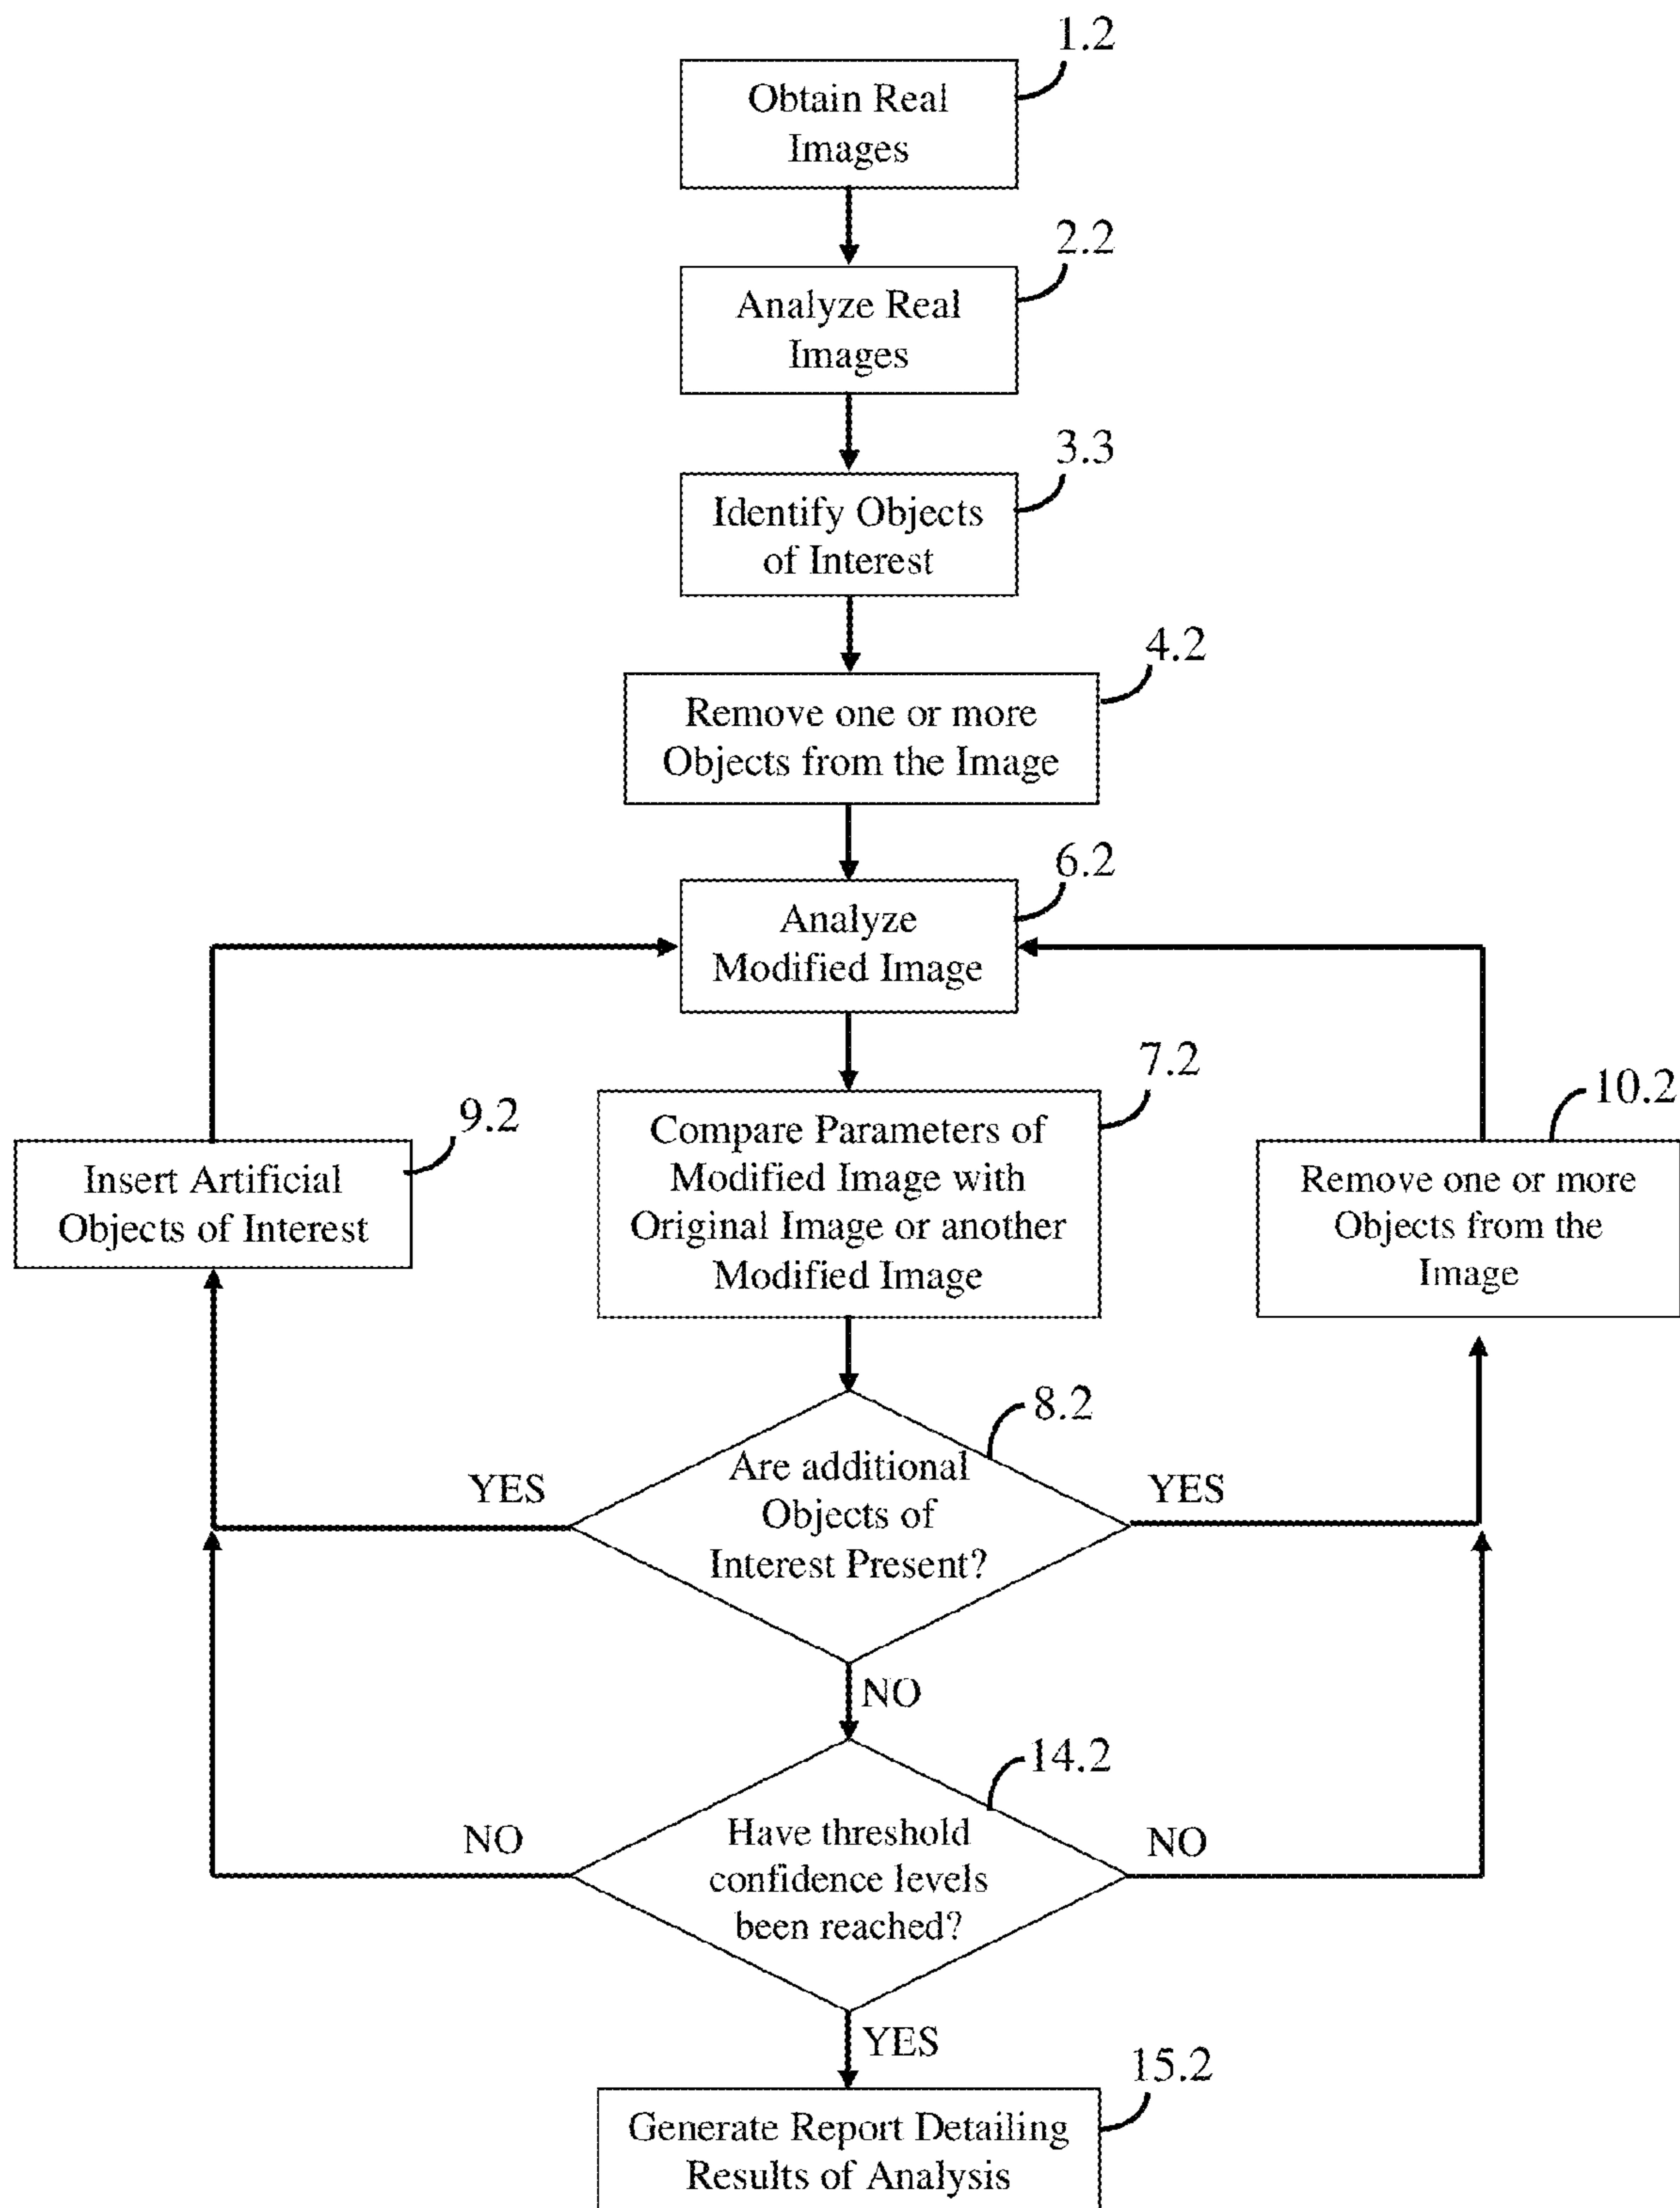 1.2
Obtain Real
Images
2.2
Analyze Real
Images
3.3
Identify Objects
of Interest
4.2
Remove one or more
Objects from the Image
6.2
Analyze
Modified Image
7.2
Compare Parameters of
Modified Image with
Original Image or another
Modified Image
9.2
Insert Artificial
Objects of Interest
10.2
Remove one or more
Objects from the
Image
8.2
Are additional
Objects of
Interest Present?
YES
YES
NO
14.2
Have threshold
confidence levels
been reached?
NO
NO
YES
15.2
Generate Report Detailing
Results of Analysis